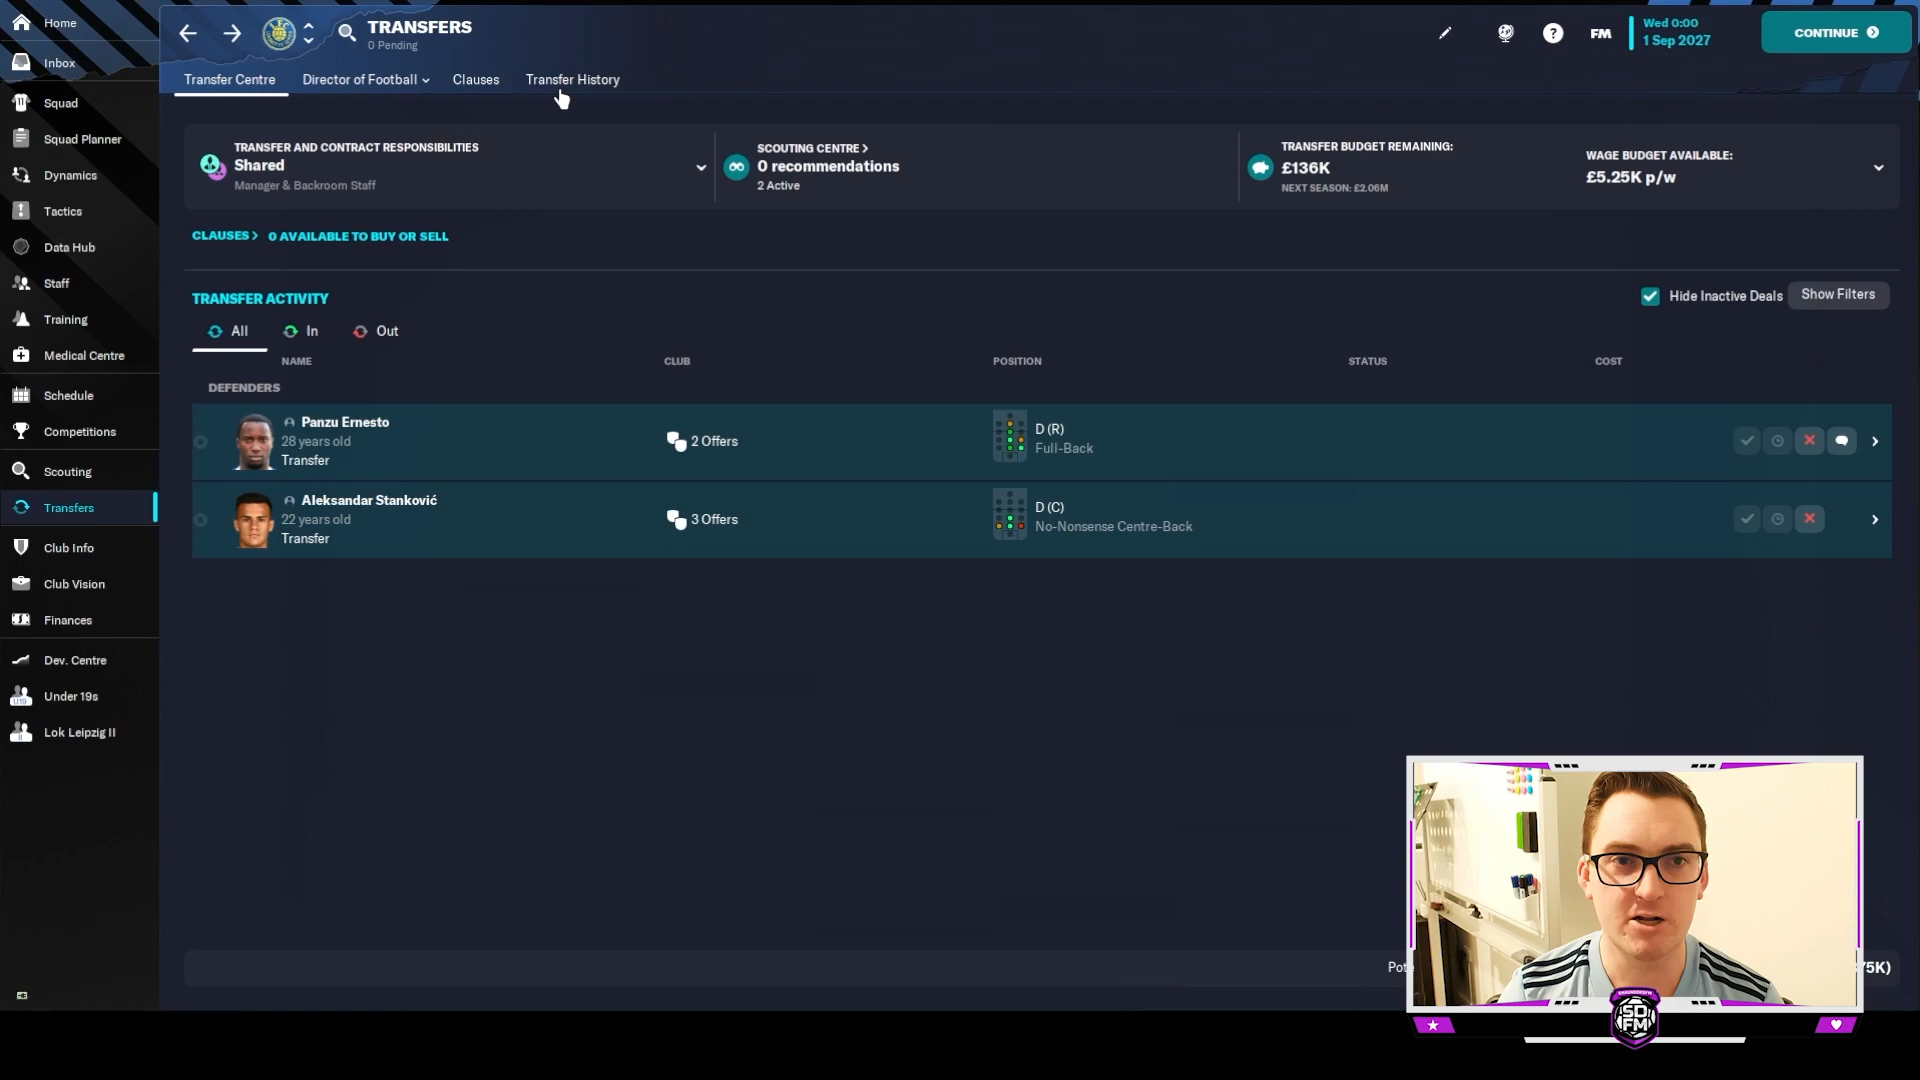 Home
TRANSFERS
0 Pending
FM
Wed 0:00
1 Sep 2027
CONTINUE
Inbox
Transfer Centre
Director of Football
Clauses
Transfer History
Squad
Squad Planner
Dynamics
Tactics
Data Hub
Staff
Training
Medical Centre
Schedule
Competitions
Scouting
Transfers
Club Info
Club Vision
Finances
Dev. Centre
Under 19s
Lok Leipzig II
TRANSFER AND CONTRACT RESPONSIBILITIES
Shared
Manager & Backroom Staff
SCOUTING CENTRE >
0 recommendations
2 Active
TRANSFER BUDGET REMAINING:
£136K
NEXT SEASON: £2.06M
WAGE BUDGET AVAILABLE:
£5.25K p/w
CLAUSES > 0 AVAILABLE TO BUY OR SELL
TRANSFER ACTIVITY
Hide Inactive Deals
Show Filters
All
In
Out
NAME
CLUB
POSITION
STATUS
COST
DEFENDERS
Panzu Ernesto
28 years old
Transfer
2 Offers
D (R)
Full-Back
Aleksandar Stanković
22 years old
Transfer
3 Offers
D (C)
No-Nonsense Centre-Back
SD
FM